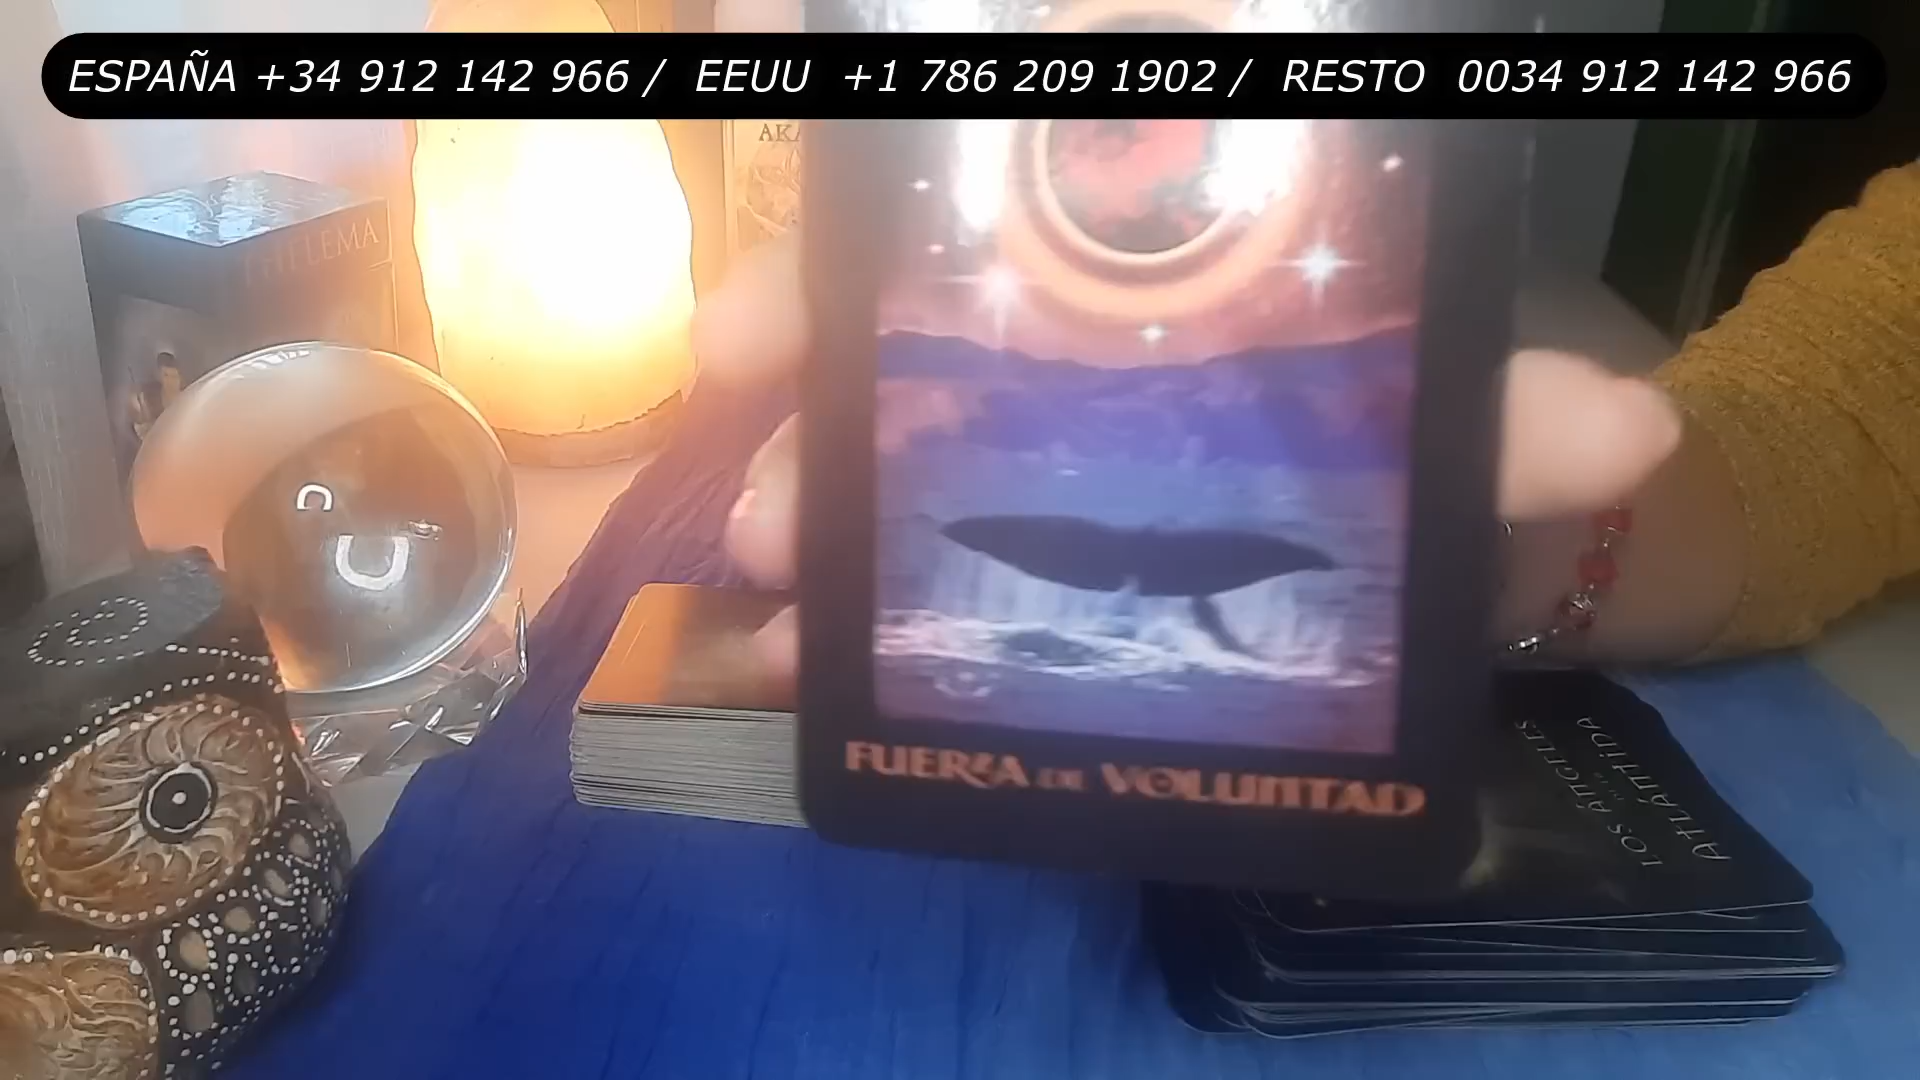 ESPAÑA +34 912 142 966 / EEUU +1 786 209 1902 / RESTO 0034 912 142 966
THELEMA
FUERZA DE VOLUNTAD
LOS ÁNGELES
DE LA
ATLÁNTIDA